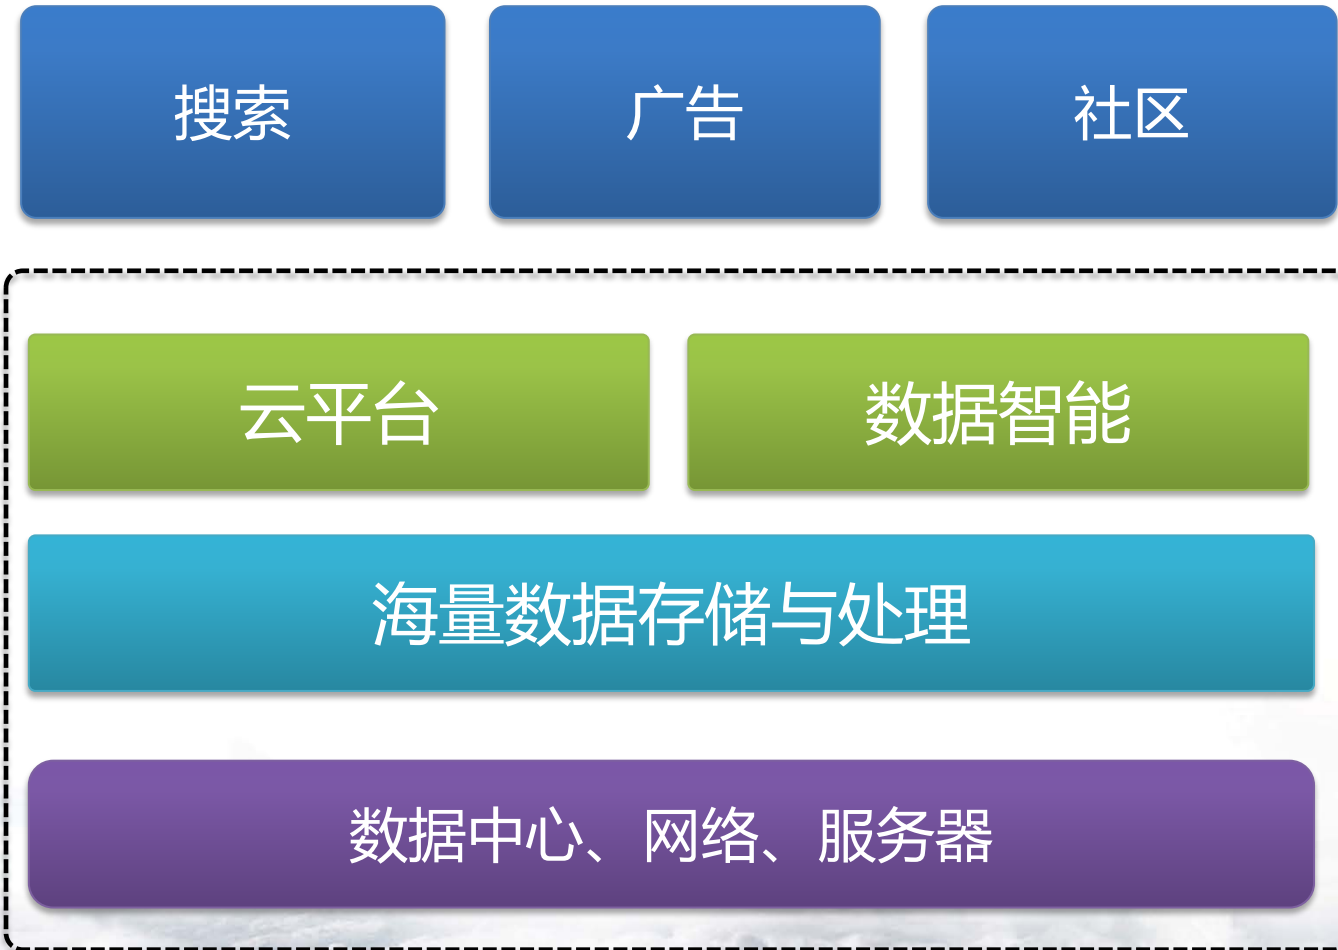 搜索
广告
社区
云平台
数据智能
海量数据存储与处理
数据中心、网络、服务器